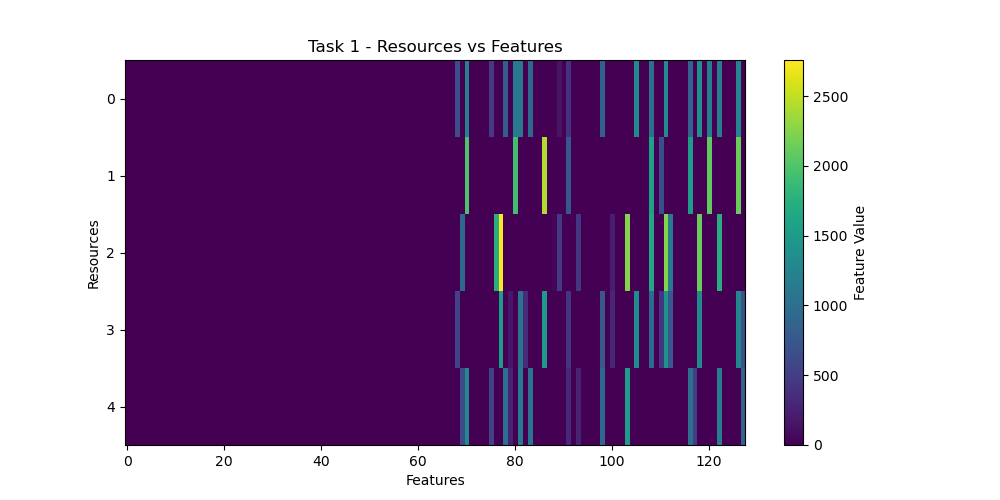 Task 1 - Resources vs Features
Resources
0
1
2
3
4
0 20 40 60 80 100 120
Features
2500
2000
1500
1000
500
0
Feature Value